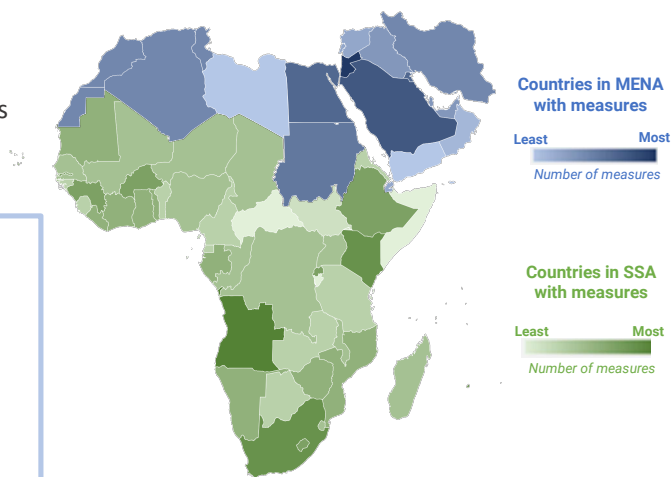 s
Countries in MENA
with measures
Least Most
Number of measures
Countries in SSA
with measures
Least Most
Number of measures